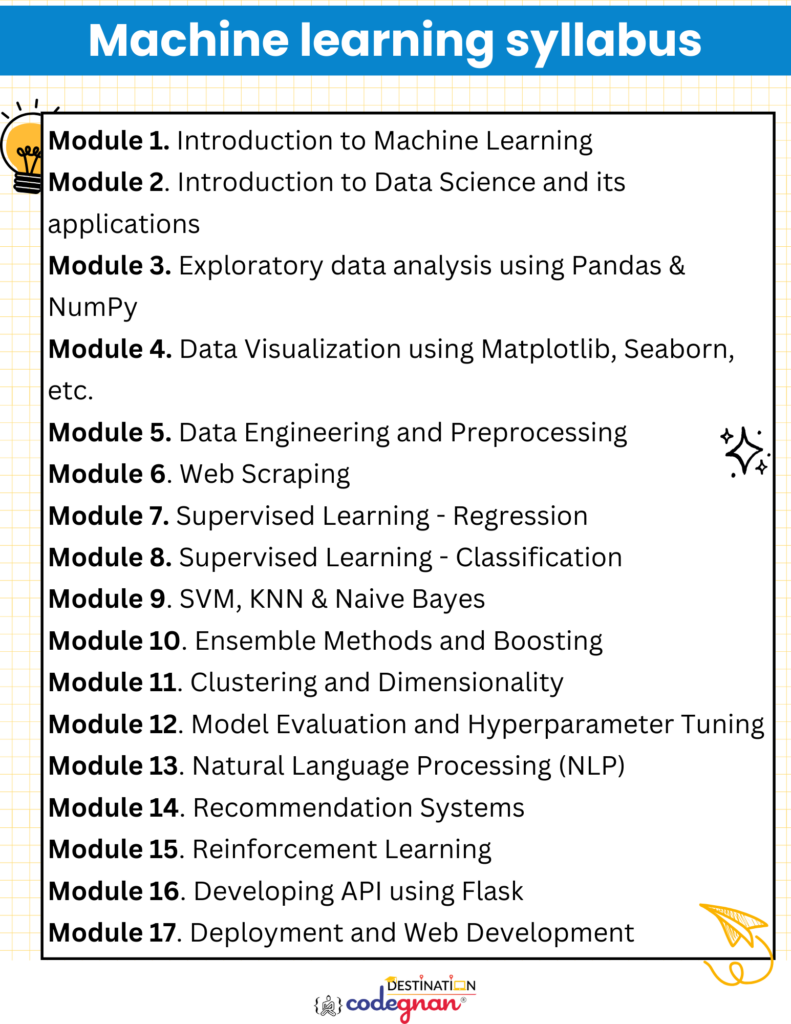 Machine learning syllabus
Module 1. Introduction to Machine Learning
Module 2. Introduction to Data Science and its
applications
Module 3. Exploratory data analysis using Pandas &
NumPy
Module 4. Data Visualization using Matplotlib, Seaborn,
etc.
Module 5. Data Engineering and Preprocessing
Module 6. Web Scraping
Module 7. Supervised Learning - Regression
Module 8. Supervised Learning - Classification
Module 9. SVM, KNN & Naive Bayes
Module 10. Ensemble Methods and Boosting
Module 11. Clustering and Dimensionality
Module 12. Model Evaluation and Hyperparameter Tuning
Module 13. Natural Language Processing (NLP)
Module 14. Recommendation Systems
Module 15. Reinforcement Learning
Module 16. Developing API using Flask
Module 17. Deployment and Web Development
DESTINATION
codegnan®